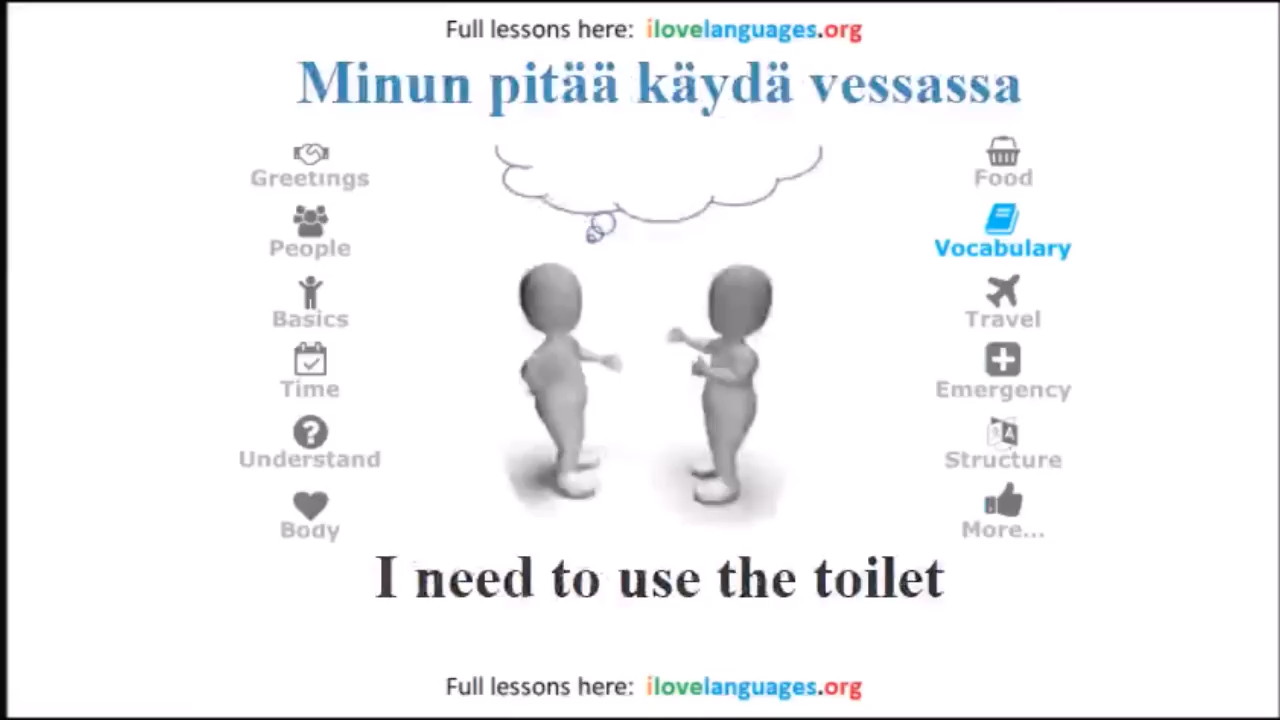 Full lessons here: ilovelanguages.org
Minun pitää käydä vessassa
Greetings
People
Basics
Time
Understand
Body
Food
Vocabulary
Travel
Emergency
Structure
More...
I need to use the toilet
Full lessons here: ilovelanguages.org